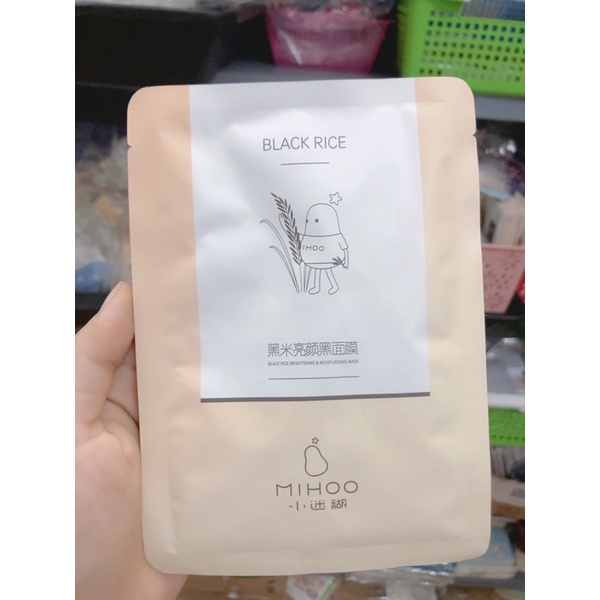 BLACK RICE
MIHOO
黑米亮颜黑面膜
BLACK RICE BRIGHTENING & MOISTURIZING MASK
MIHOO
小迷糊